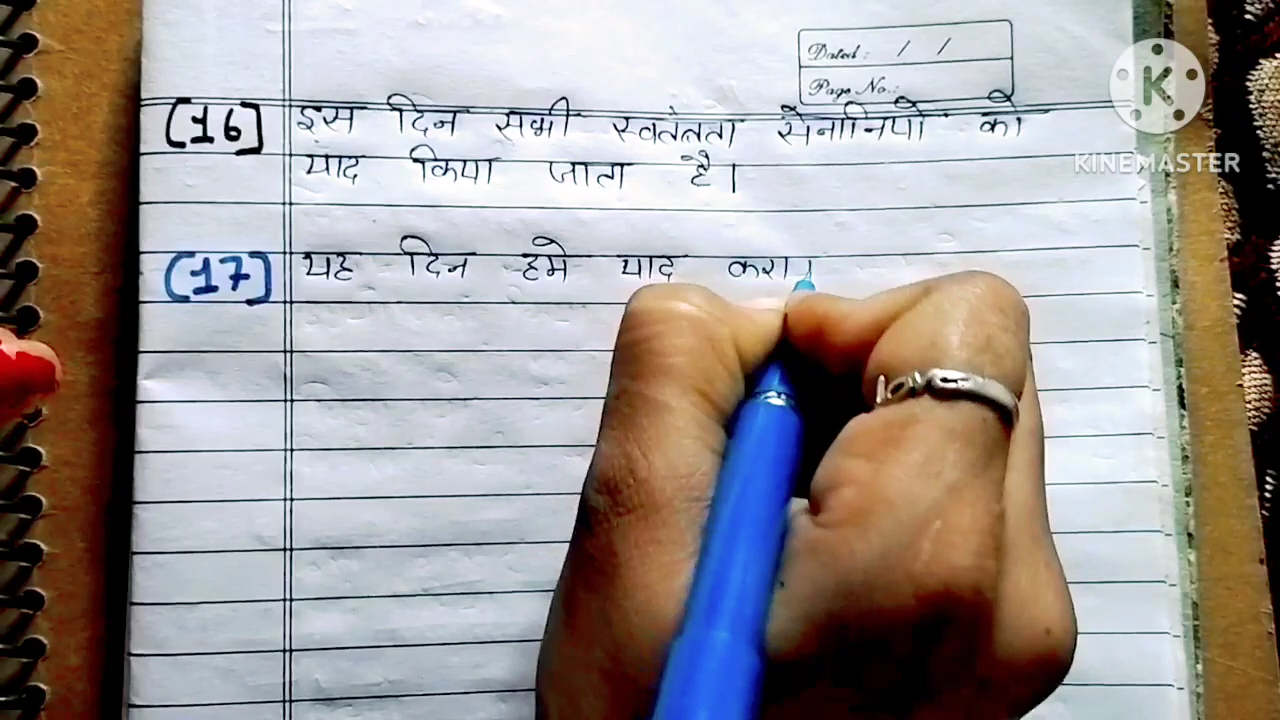 Dated : / /
Page No.:
KINEMASTER
(16) इस दिन सभी स्वतंत्रता सेनानियो को
याद किया जाता है।
(17) यह दिन हमे याद करा